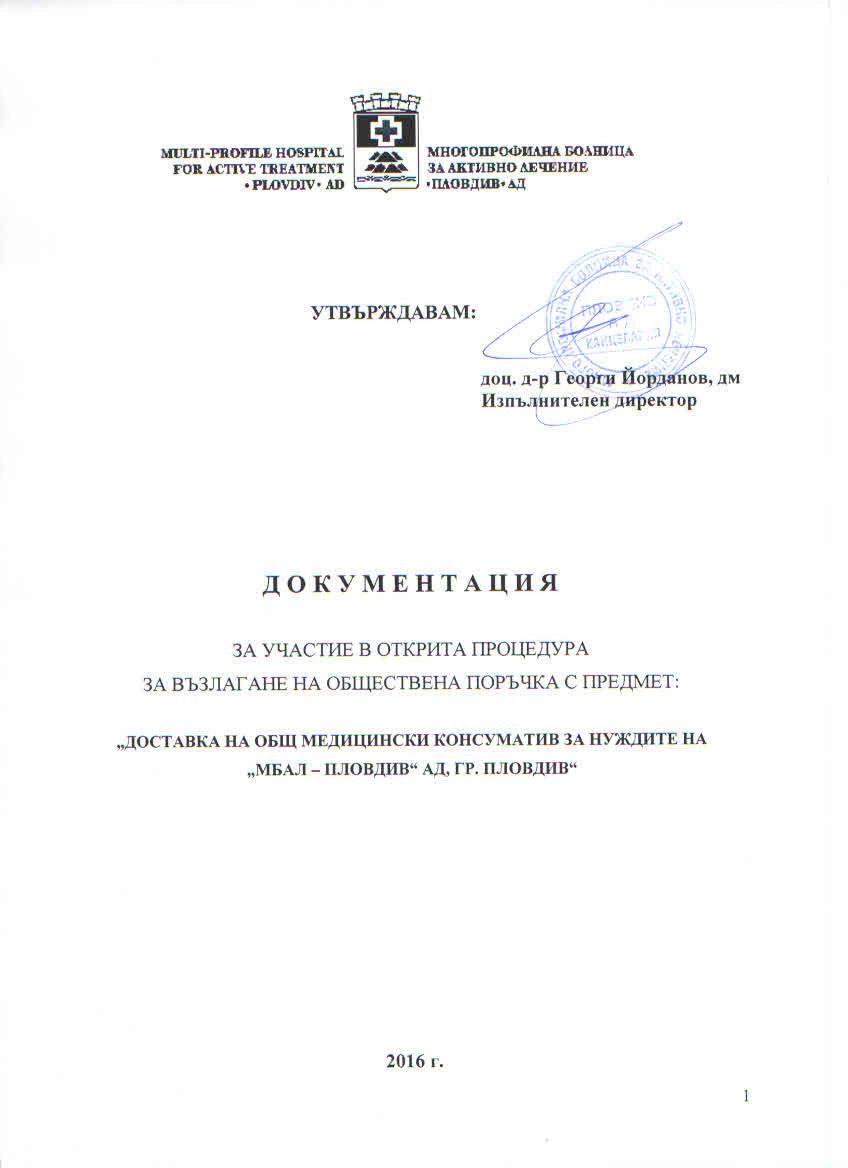 MULTI-PROFILE HOSPITAL
FOR ACTIVE TREATMENT
• PLOVDIV • AD
МНОГОПРОФИЛНА БОЛНИЦА
ЗА АКТИВНО ЛЕЧЕНИЕ
•ПЛОВДИВ• АД
УТВЪРЖДАВАМ:
ПЛОВДИВ
КАНЦЕЛАРИЯ
доц. д-р Георги Йорданов, дм
Изпълнителен директор
Д О К У М Е Н Т А Ц И Я
ЗА УЧАСТИЕ В ОТКРИТА ПРОЦЕДУРА
ЗА ВЪЗЛАГАНЕ НА ОБЩЕСТВЕНА ПОРЪЧКА С ПРЕДМЕТ:
„ДОСТАВКА НА ОБЩ МЕДИЦИНСКИ КОНСУМАТИВ ЗА НУЖДИТЕ НА
„МБАЛ – ПЛОВДИВ“ АД, ГР. ПЛОВДИВ“
2016 г.
1